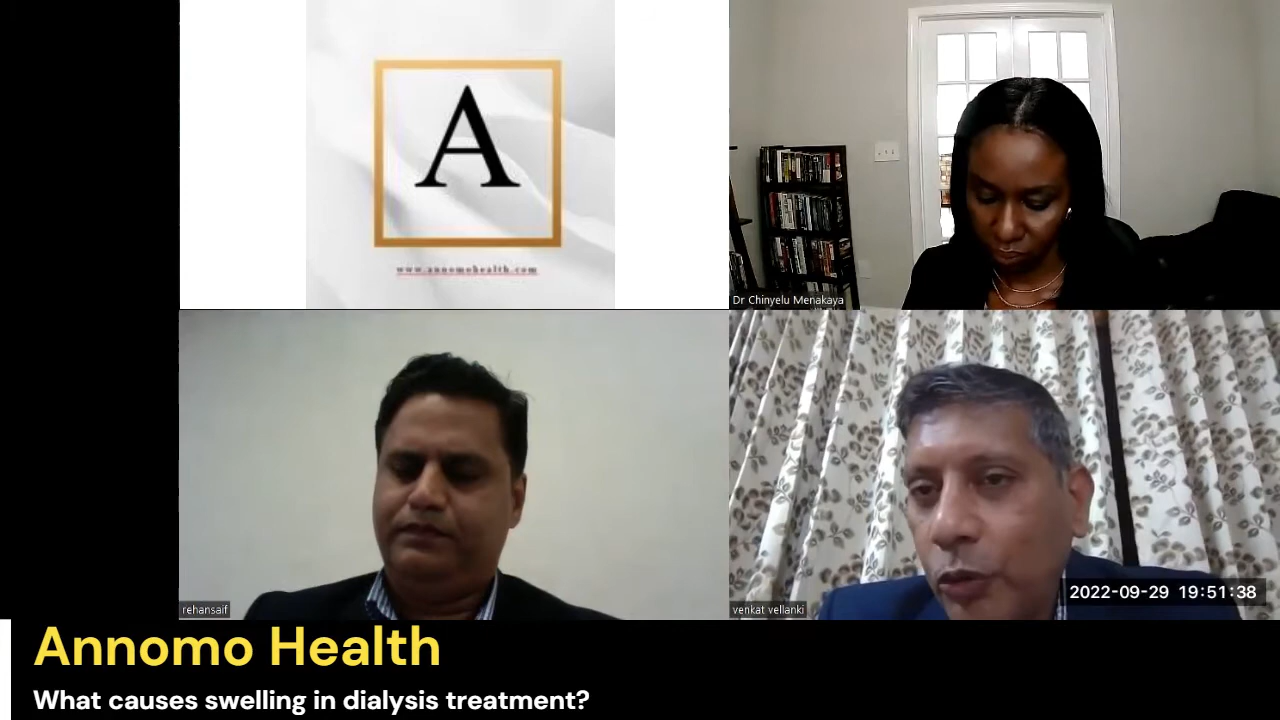 A
www.annomohealth.com
Dr Chinyelu Menakaya
rehansaif
venkat vellanki
2022-09-29 19:51:38
Annomo Health
What causes swelling in dialysis treatment?